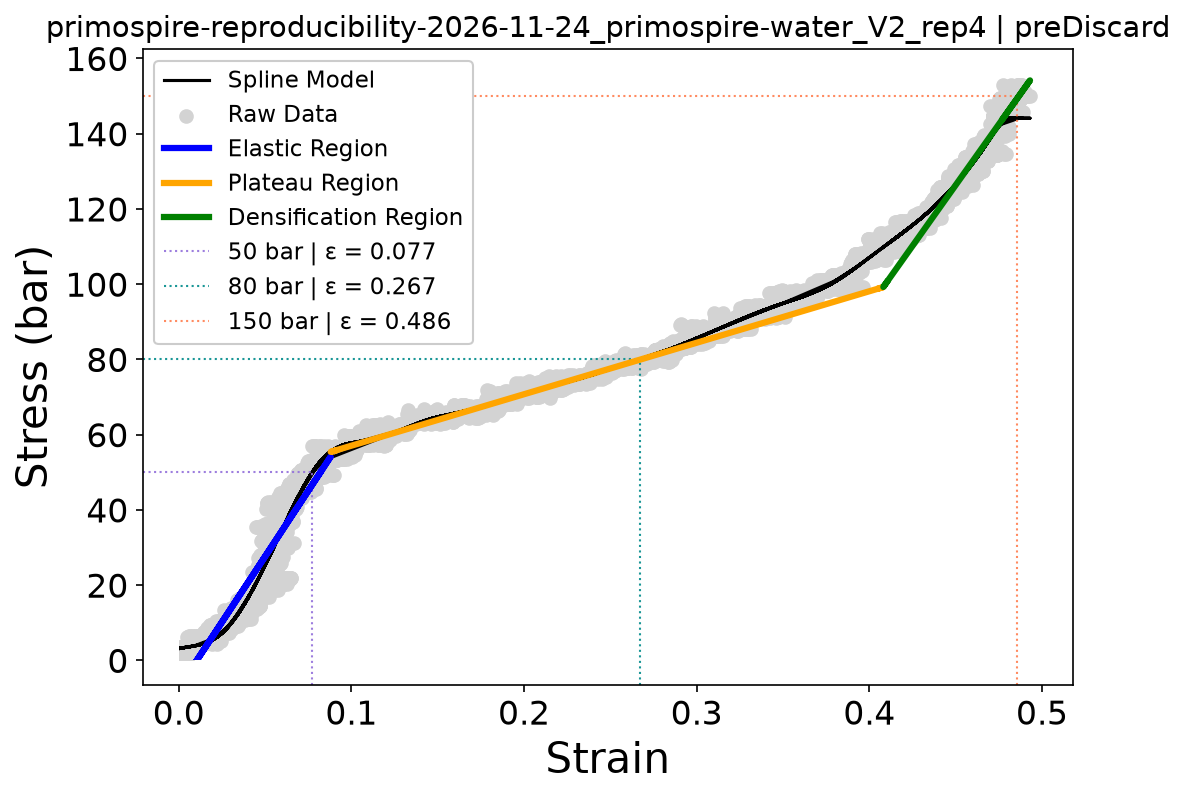 primospire-reproducibility-2026-11-24_primospire-water_V2_rep4 | preDiscard
Spline Model
Raw Data
Elastic Region
Plateau Region
Densification Region
50 bar | ε = 0.077
80 bar | ε = 0.267
150 bar | ε = 0.486
160
140
120
100
80
60
40
20
0
Stress (bar)
0.0 0.1 0.2 0.3 0.4 0.5
Strain